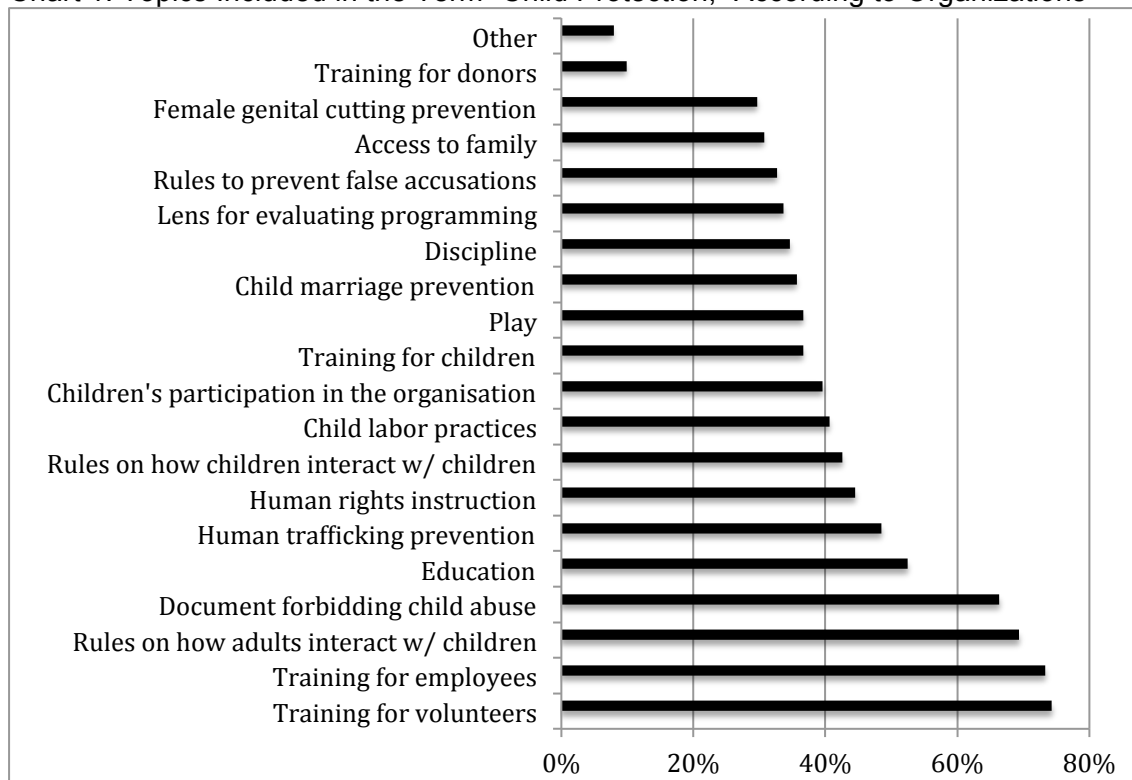 Other
Training for donors
Female genital cutting prevention
Access to family
Rules to prevent false accusations
Lens for evaluating programming
Discipline
Child marriage prevention
Play
Training for children
Children's participation in the organisation
Child labor practices
Rules on how children interact w/ children
Human rights instruction
Human trafficking prevention
Education
Document forbidding child abuse
Rules on how adults interact w/ children
Training for employees
Training for volunteers
0% 20% 40% 60% 80%